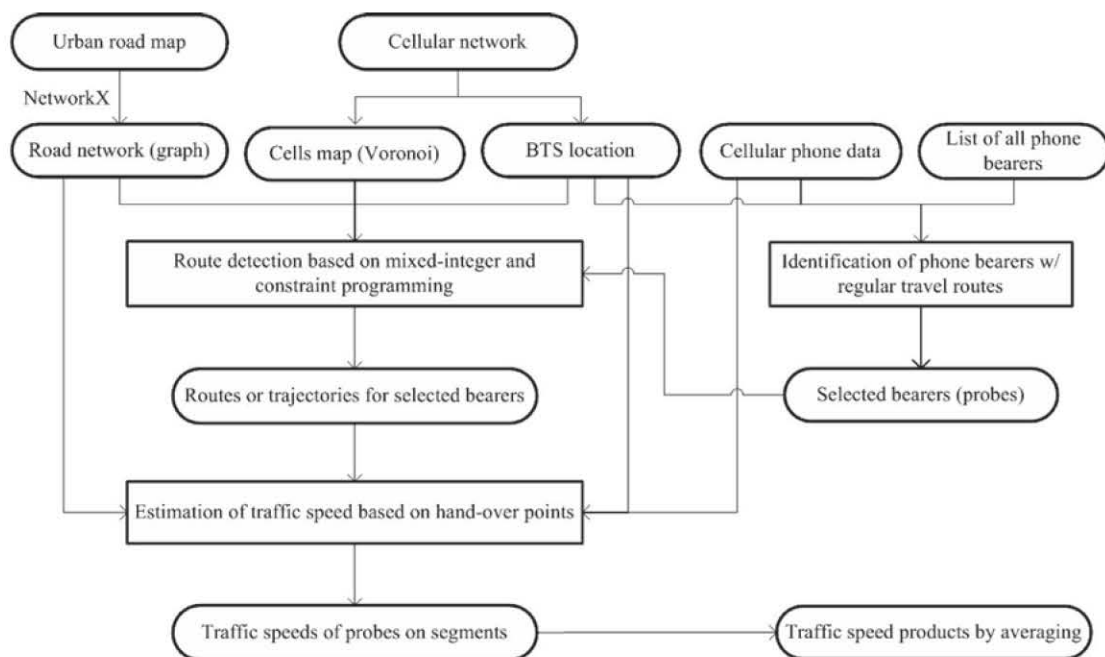 Urban road map
Cellular network
NetworkX
Road network (graph)
Cells map (Voronoi)
BTS location
Cellular phone data
List of all phone
bearers
Route detection based on mixed-integer and
constraint programming
Identification of phone bearers w/
regular travel routes
Routes or trajectories for selected bearers
Selected bearers (probes)
Estimation of traffic speed based on hand-over points
Traffic speeds of probes on segments
Traffic speed products by averaging